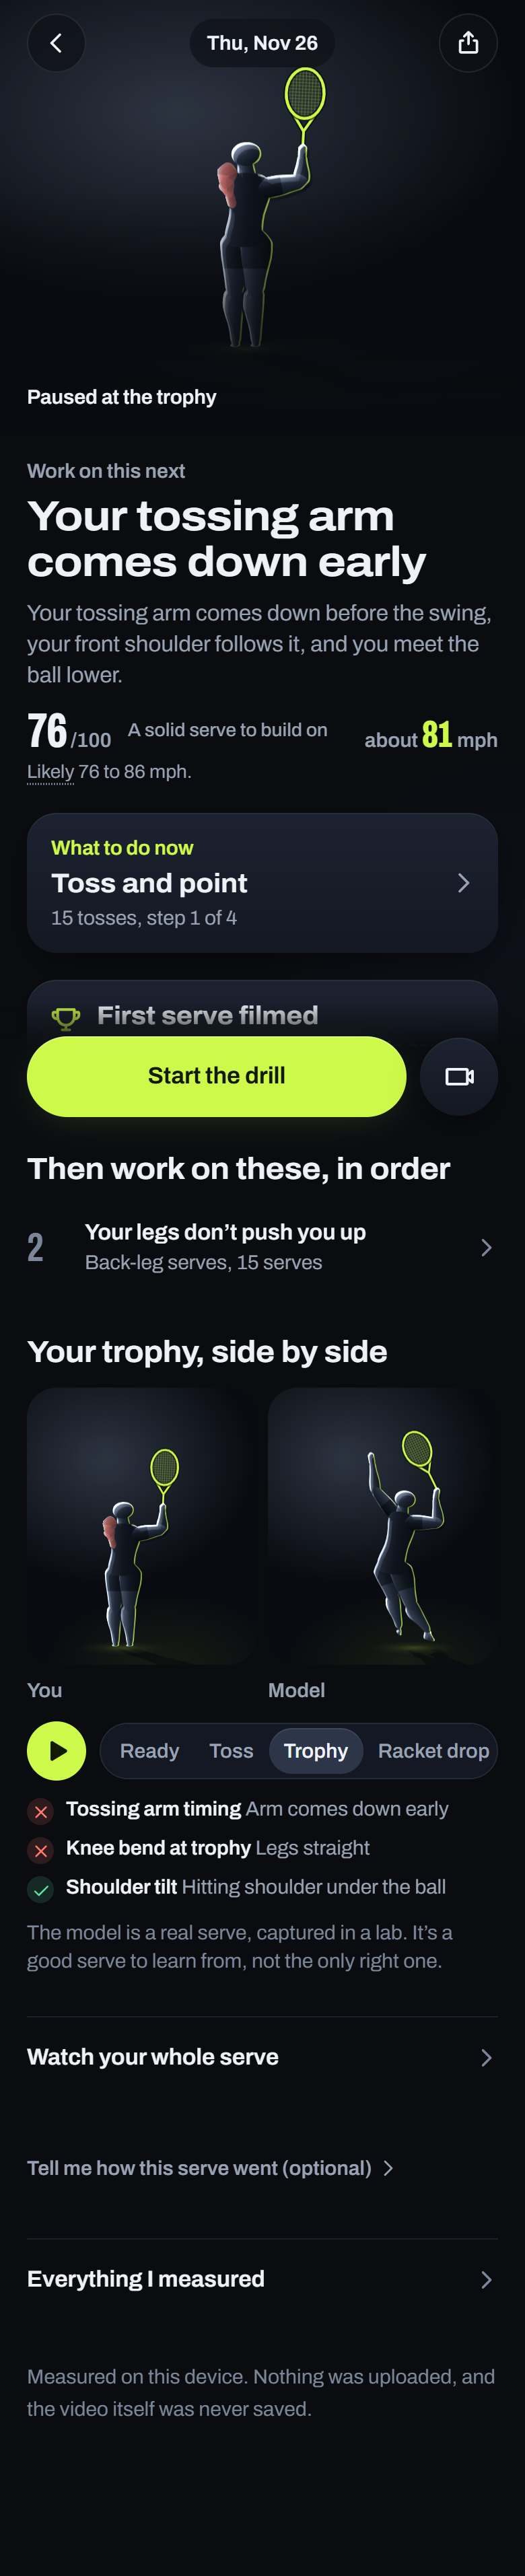 Thu, Nov 26
Paused at the trophy
Work on this next
Your tossing arm
comes down early
Your tossing arm comes down before the swing,
your front shoulder follows it, and you meet the
ball lower.
76/100 A solid serve to build on about 81 mph
Likely 76 to 86 mph.
What to do now
Toss and point
15 tosses, step 1 of 4
First serve filmed
Start the drill
Then work on these, in order
2 Your legs don’t push you up
Back-leg serves, 15 serves
Your trophy, side by side
You Model
Ready Toss Trophy Racket drop
Tossing arm timing Arm comes down early
Knee bend at trophy Legs straight
Shoulder tilt Hitting shoulder under the ball
The model is a real serve, captured in a lab. It’s a
good serve to learn from, not the only right one.
Watch your whole serve
Tell me how this serve went (optional)
Everything I measured
Measured on this device. Nothing was uploaded, and
the video itself was never saved.